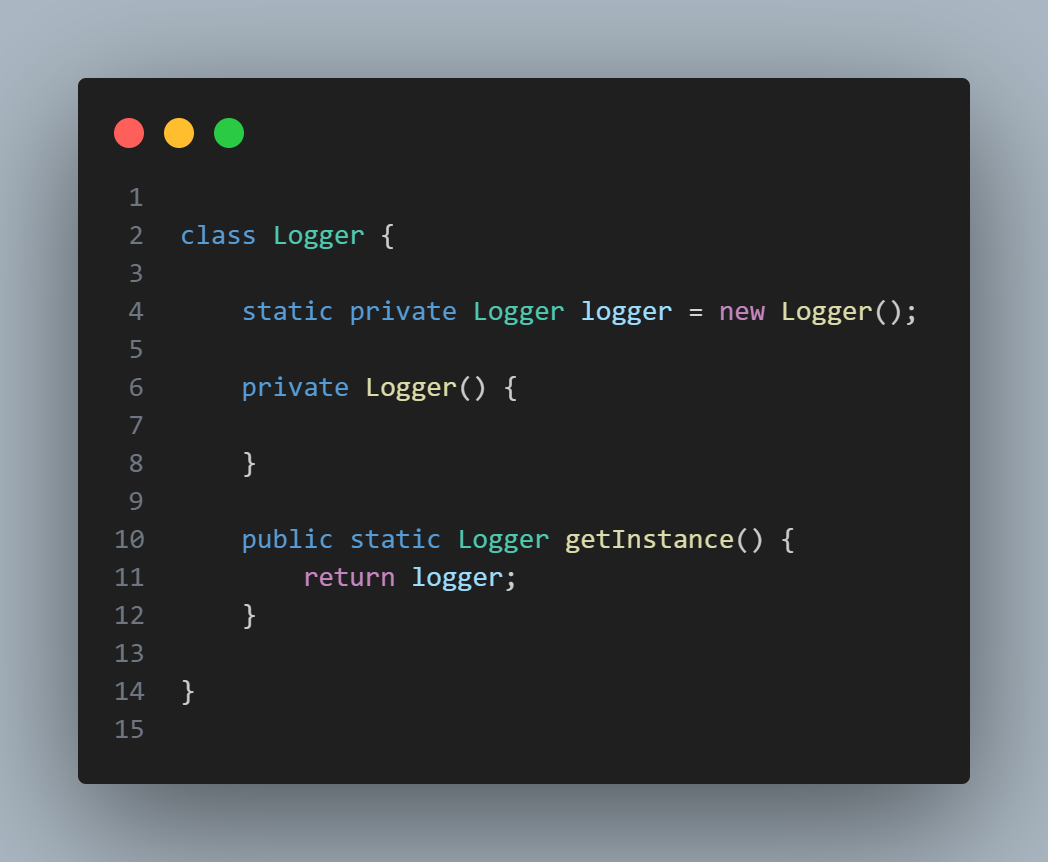 1
2 class Logger {
3
4     static private Logger logger = new Logger();
5
6     private Logger() {
7
8     }
9
10     public static Logger getInstance() {
11         return logger;
12     }
13
14 }
15